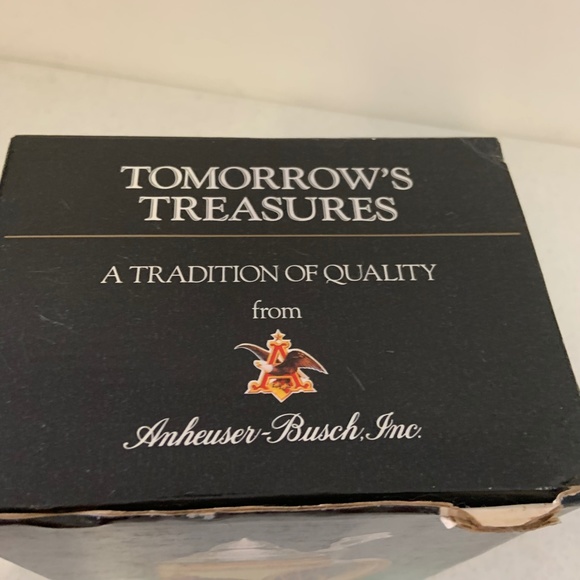 TOMORROW'S
TREASURES
A TRADITION OF QUALITY
from
A
Anheuser-Busch, Inc.